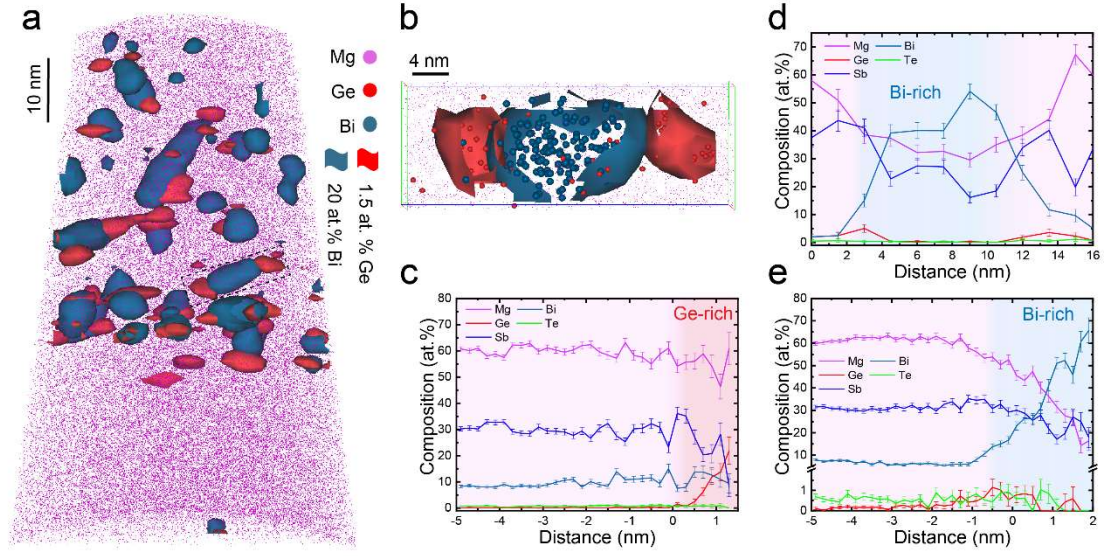 a
10 nm
Mg
Ge
Bi
20 at.% Bi
1.5 at. % Ge
b
4 nm
c
Composition (at.%)
80
70
60
50
40
30
20
10
0
Mg
Ge
Sb
Bi
Te
Ge-rich
-5 -4 -3 -2 -1 0 1
Distance (nm)
d
Composition (at.%)
70
60
50
40
30
20
10
0
Mg
Ge
Sb
Bi
Te
Bi-rich
0 2 4 6 8 10 12 14 16
Distance (nm)
e
Composition (at.%)
80
70
60
50
40
30
20
10
1
0
Mg
Ge
Sb
Bi
Te
Bi-rich
-5 -4 -3 -2 -1 0 1 2
Distance (nm)